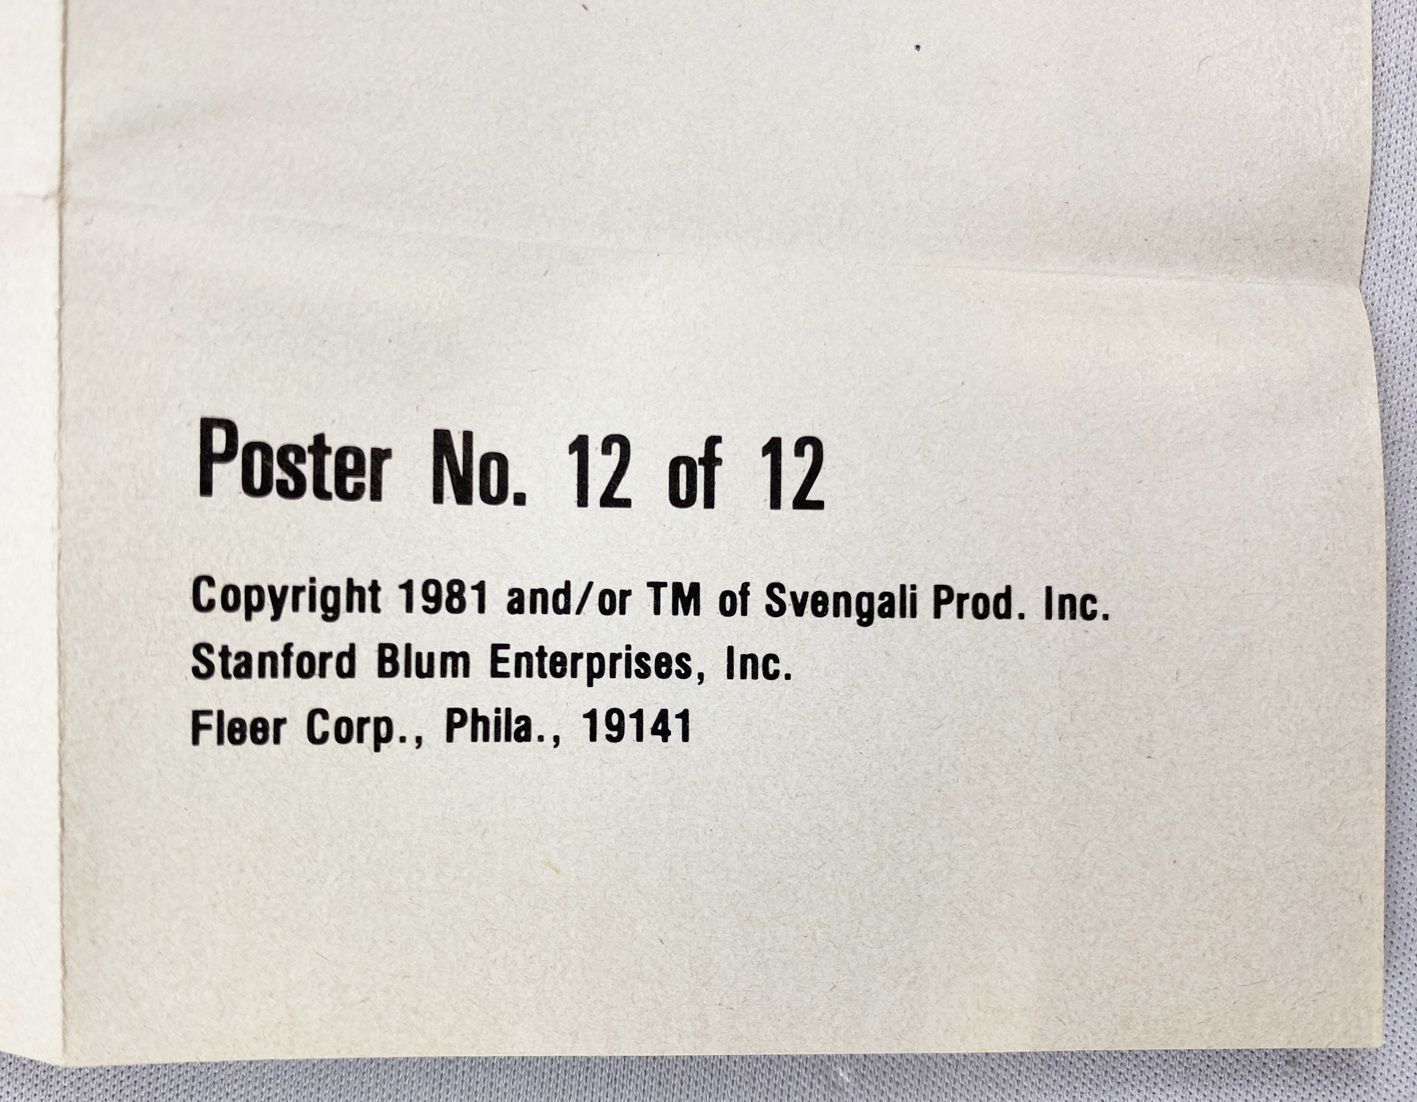 Poster No. 12 of 12
Copyright 1981 and/or TM of Svengali Prod. Inc.
Stanford Blum Enterprises, Inc.
Fleer Corp., Phila., 19141